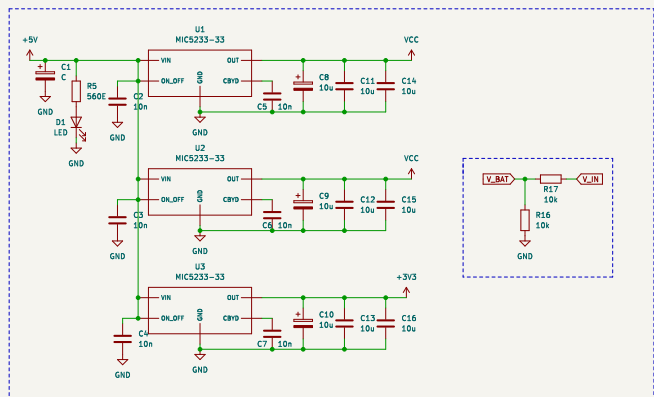 +5V
C1
C
GND
R5
560E
D1
LED
GND
U1
MIC5233-33
VIN
ON_OFF
GND
OUT
CBYD
C2
10n
GND
C5
10n
GND
C8
10u
C11
10u
C14
10u
VCC
U2
MIC5233-33
VIN
ON_OFF
GND
OUT
CBYD
C3
10n
GND
C6
10n
GND
C9
10u
C12
10u
C15
10u
VCC
U3
MIC5233-33
VIN
ON_OFF
GND
OUT
CBYD
C4
10n
GND
C7
10n
GND
C10
10u
C13
10u
C16
10u
+3V3
V_BAT
R17
10k
V_IN
R16
10k
GND